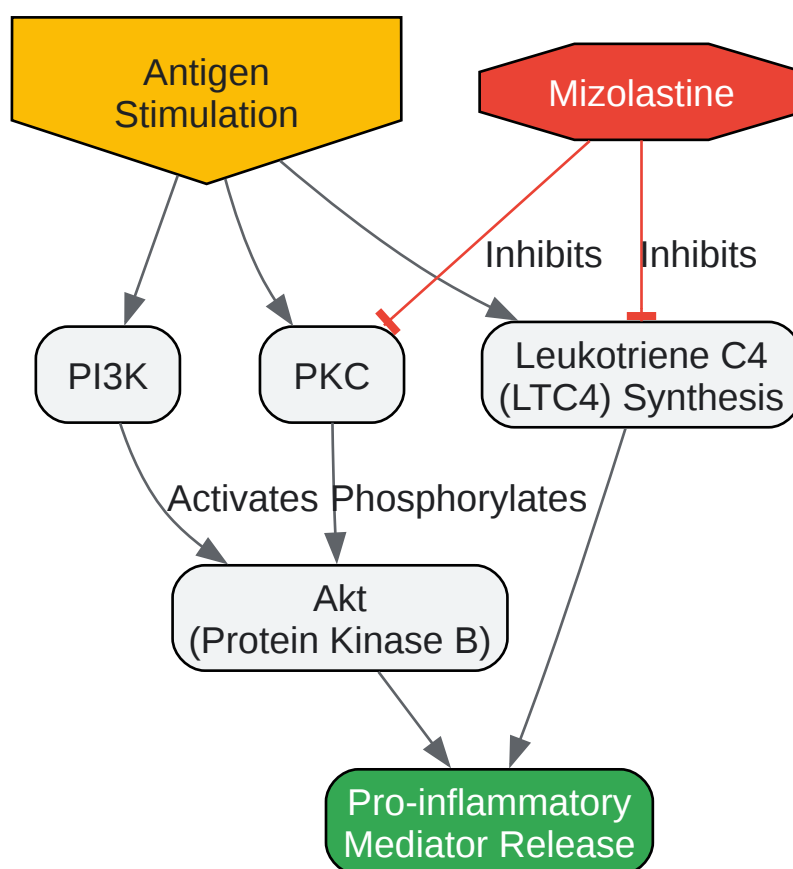 Antigen
Stimulation
Mizolastine
Inhibits
Inhibits
PI3K
PKC
Leukotriene C4
(LTC4) Synthesis
Activates
Phosphorylates
Akt
(Protein Kinase B)
Pro-inflammatory
Mediator Release